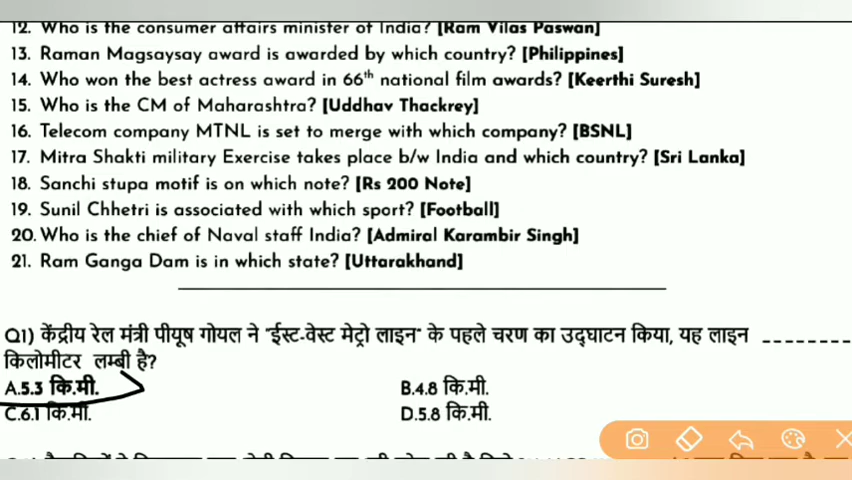 12. Who is the consumer affairs minister of India? [Ram Vilas Paswan]
13. Raman Magsaysay award is awarded by which country? [Philippines]
14. Who won the best actress award in 66th national film awards? [Keerthi Suresh]
15. Who is the CM of Maharashtra? [Uddhav Thackrey]
16. Telecom company MTNL is set to merge with which company? [BSNL]
17. Mitra Shakti military Exercise takes place b/w India and which country? [Sri Lanka]
18. Sanchi stupa motif is on which note? [Rs 200 Note]
19. Sunil Chhetri is associated with which sport? [Football]
20. Who is the chief of Naval staff India? [Admiral Karambir Singh]
21. Ram Ganga Dam is in which state? [Uttarakhand]
Q1) केंद्रीय रेल मंत्री पीयूष गोयल ने "ईस्ट-वेस्ट मेट्रो लाइन" के पहले चरण का उद्घाटन किया, यह लाइन ________
किलोमीटर लम्बी है?
A.5.3 कि.मी. B.4.8 कि.मी.
C.6.1 कि.मी. D.5.8 कि.मी.